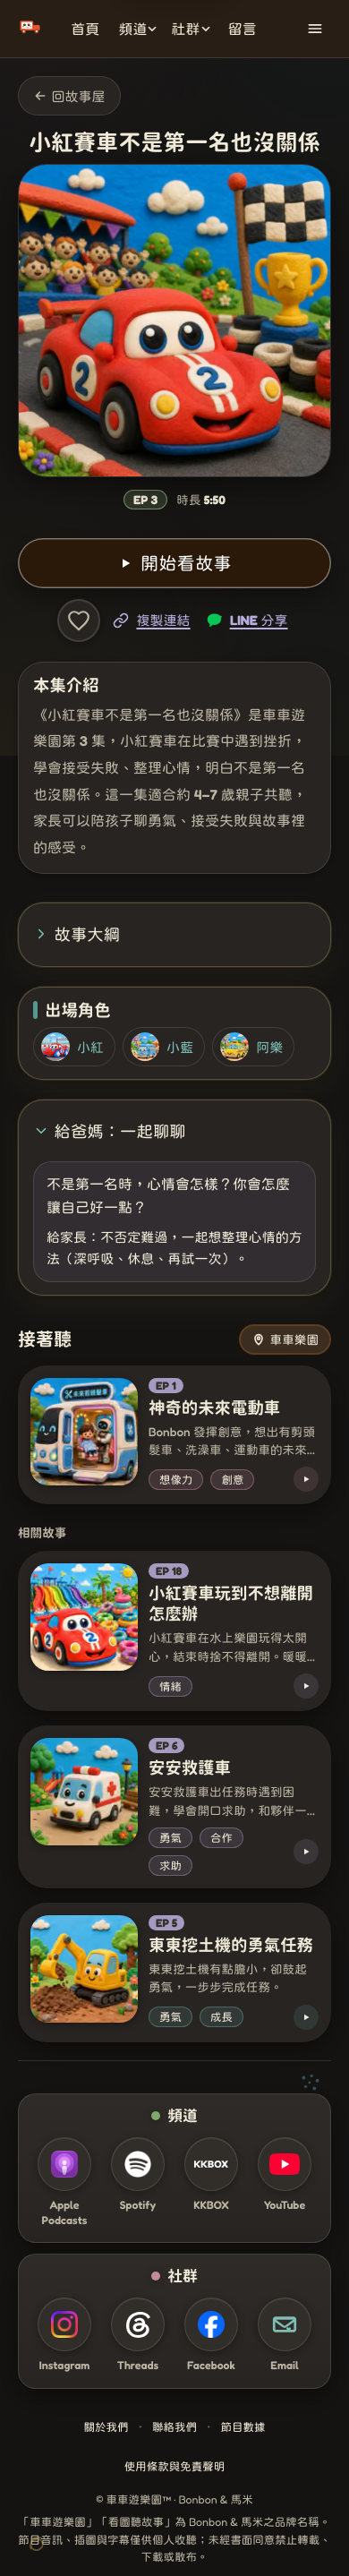 首頁 頻道 社群 留言
← 回故事屋
小紅賽車不是第一名也沒關係
2 2
EP 3 時長 5:50
開始看故事
複製連結 LINE 分享
本集介紹
《小紅賽車不是第一名也沒關係》是車車遊
樂園第 3 集，小紅賽車在比賽中遇到挫折，
學會接受失敗、整理心情，明白不是第一名
也沒關係。這一集適合約 4–7 歲親子共聽，
家長可以陪孩子聊勇氣、接受失敗與故事裡
的感受。
故事大綱
出場角色
小紅 小藍 阿樂
給爸媽：一起聊聊
不是第一名時，心情會怎樣？你會怎麼
讓自己好一點？
給家長：不否定難過，一起想整理心情的方
法（深呼吸、休息、再試一次）。
接著聽 車車樂園
EP 1
神奇的未來電動車
Bonbon 發揮創意，想出有剪頭
髮車、洗澡車、運動車的未來…
想像力 創意
相關故事
EP 18
小紅賽車玩到不想離開
怎麼辦
小紅賽車在水上樂園玩得太開
心，結束時捨不得離開。暖暖…
情緒
EP 6
安安救護車
安安救護車出任務時遇到困
難，學會開口求助，和夥伴一…
勇氣 合作
求助
EP 5
東東挖土機的勇氣任務
東東挖土機有點膽小，卻鼓起
勇氣，一步步完成任務。
勇氣 成長
頻道
KKBOX
Apple Podcasts Spotify KKBOX YouTube
社群
Instagram Threads Facebook Email
關於我們 · 聯絡我們 · 節目數據
使用條款與免責聲明
© 車車遊樂園™ · Bonbon & 馬米
「車車遊樂園」「看圖聽故事」為 Bonbon & 馬米之品牌名稱。
節目音訊、插圖與字幕僅供個人收聽；未經書面同意禁止轉載、
下載或散布。